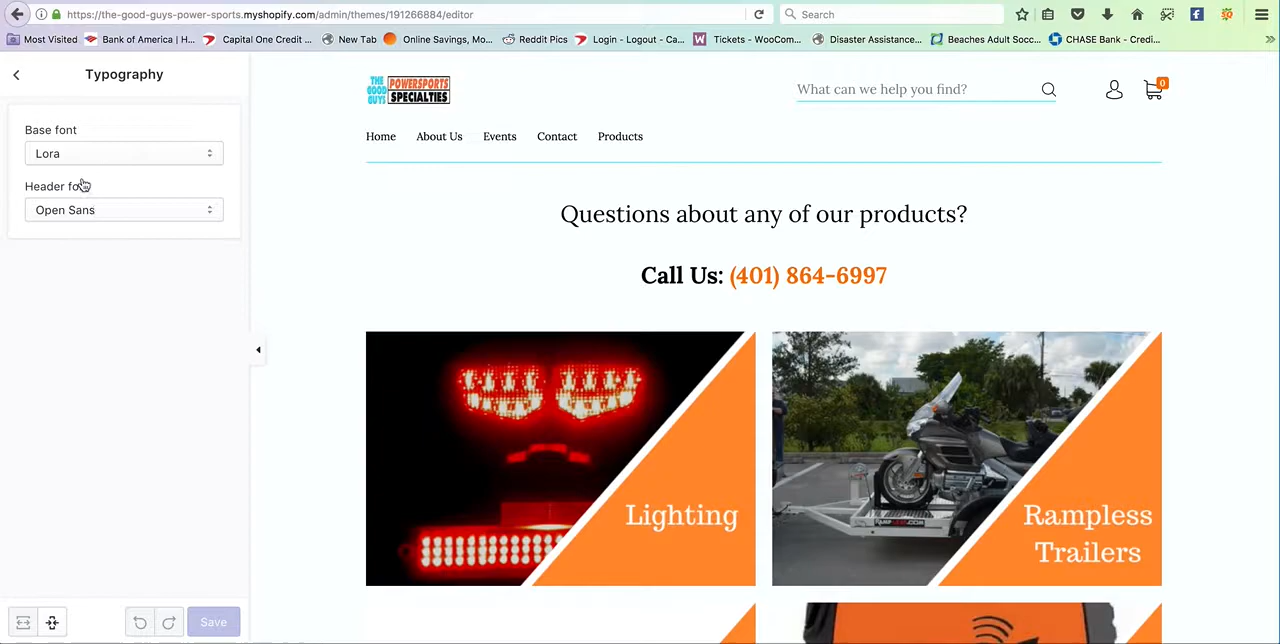 https://the-good-guys-power-sports.myshopify.com/admin/themes/191266884/editor
Search
Most Visited
Bank of America | H...
Capital One Credit ...
New Tab
Online Savings, Mo...
Reddit Pics
Login - Logout - Ca...
Tickets - WooCom...
Disaster Assistance...
Beaches Adult Socc...
CHASE Bank - Credi...
Typography
Base font
Lora
Header fo
Open Sans
Save
THE GOOD GUYS
POWERSPORTS
SPECIALTIES
What can we help you find?
0
Home
About Us
Events
Contact
Products
Questions about any of our products?
Call Us: (401) 864-6997
Lighting
Rampless
Trailers